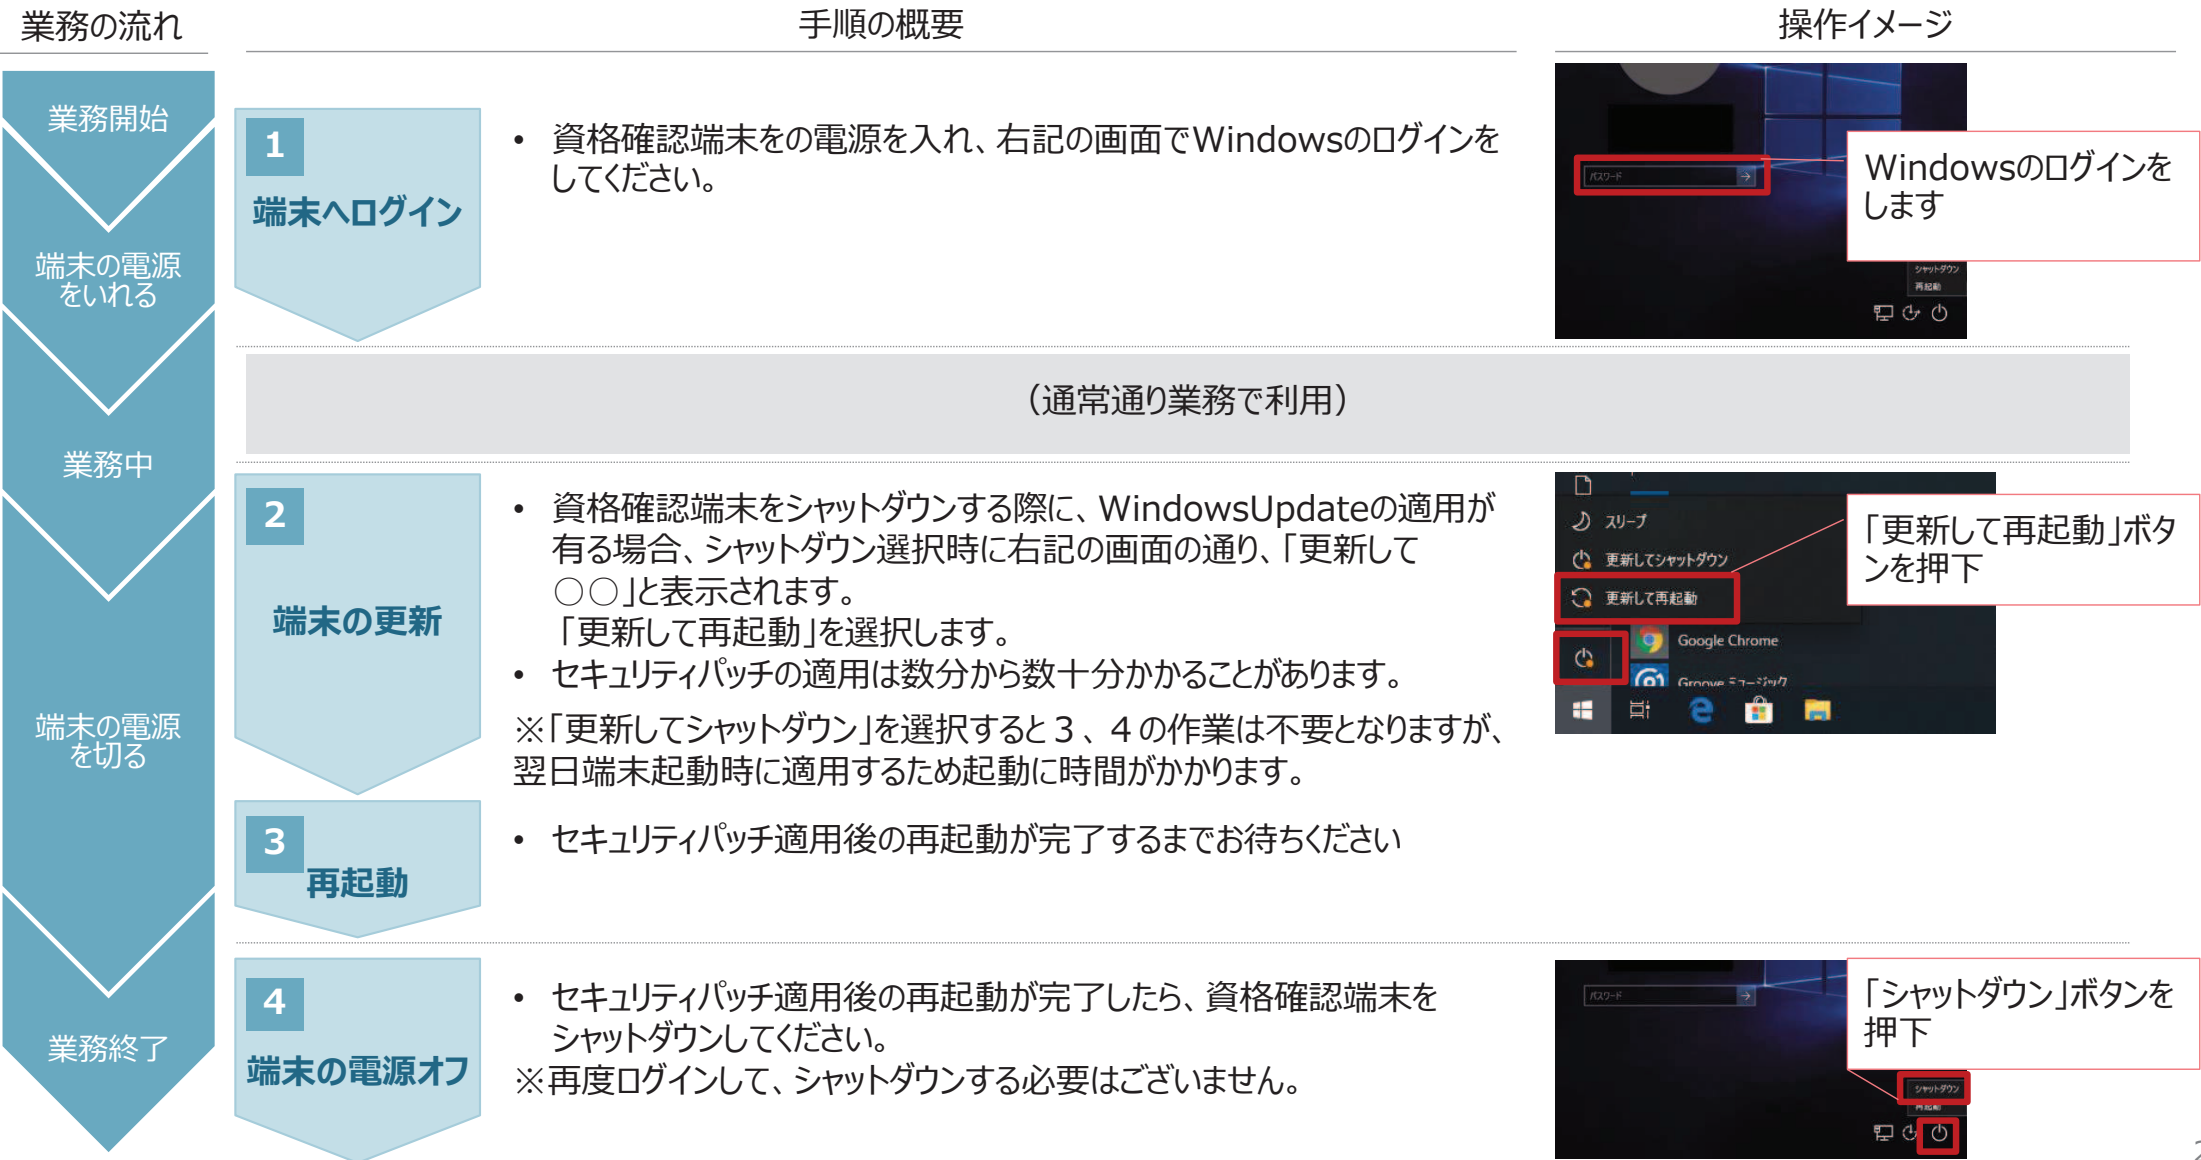 業務の流れ
手順の概要
操作イメージ
業務開始
端末の電源
をいれる
業務中
端末の電源
を切る
業務終了
1
端末へログイン
• 資格確認端末をの電源を入れ、右記の画面でWindowsのログインを
してください。
パスワード
Windowsのログインを
します
シャットダウン
再起動
（通常通り業務で利用）
2
端末の更新
• 資格確認端末をシャットダウンする際に、WindowsUpdateの適用が
有る場合、シャットダウン選択時に右記の画面の通り、「更新して
○○」と表示されます。
「更新して再起動」を選択します。
• セキュリティパッチの適用は数分から数十分かかることがあります。
※「更新してシャットダウン」を選択すると３、４の作業は不要となりますが、
翌日端末起動時に適用するため起動に時間がかかります。
スリープ
更新してシャットダウン
更新して再起動
Google Chrome
Groove ミュージック
「更新して再起動」ボタ
ンを押下
3
再起動
• セキュリティパッチ適用後の再起動が完了するまでお待ちください
4
端末の電源オフ
• セキュリティパッチ適用後の再起動が完了したら、資格確認端末を
シャットダウンしてください。
※再度ログインして、シャットダウンする必要はございません。
パスワード
「シャットダウン」ボタンを
押下
シャットダウン
再起動